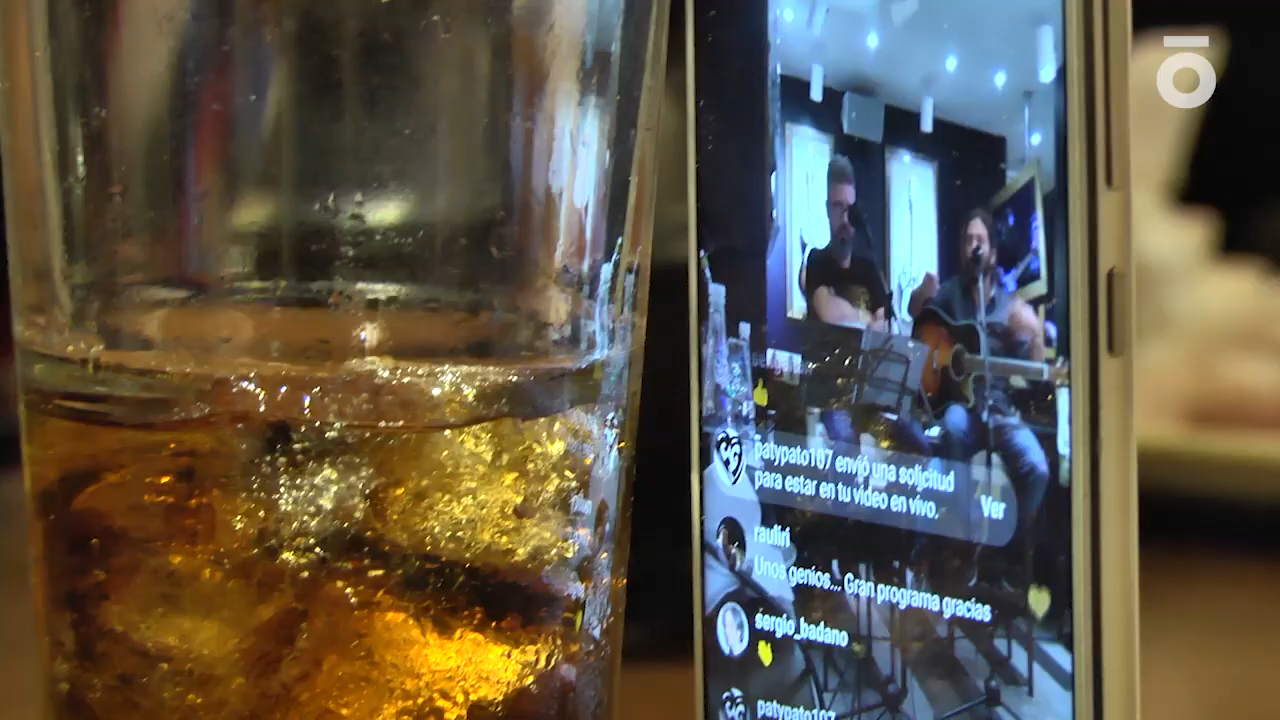 ō
patypato107 envió una solicitud
para estar en tu video en vivo.
Ver
rauliri
Unos genios... Gran programa gracias
sergio_badano
patypato107